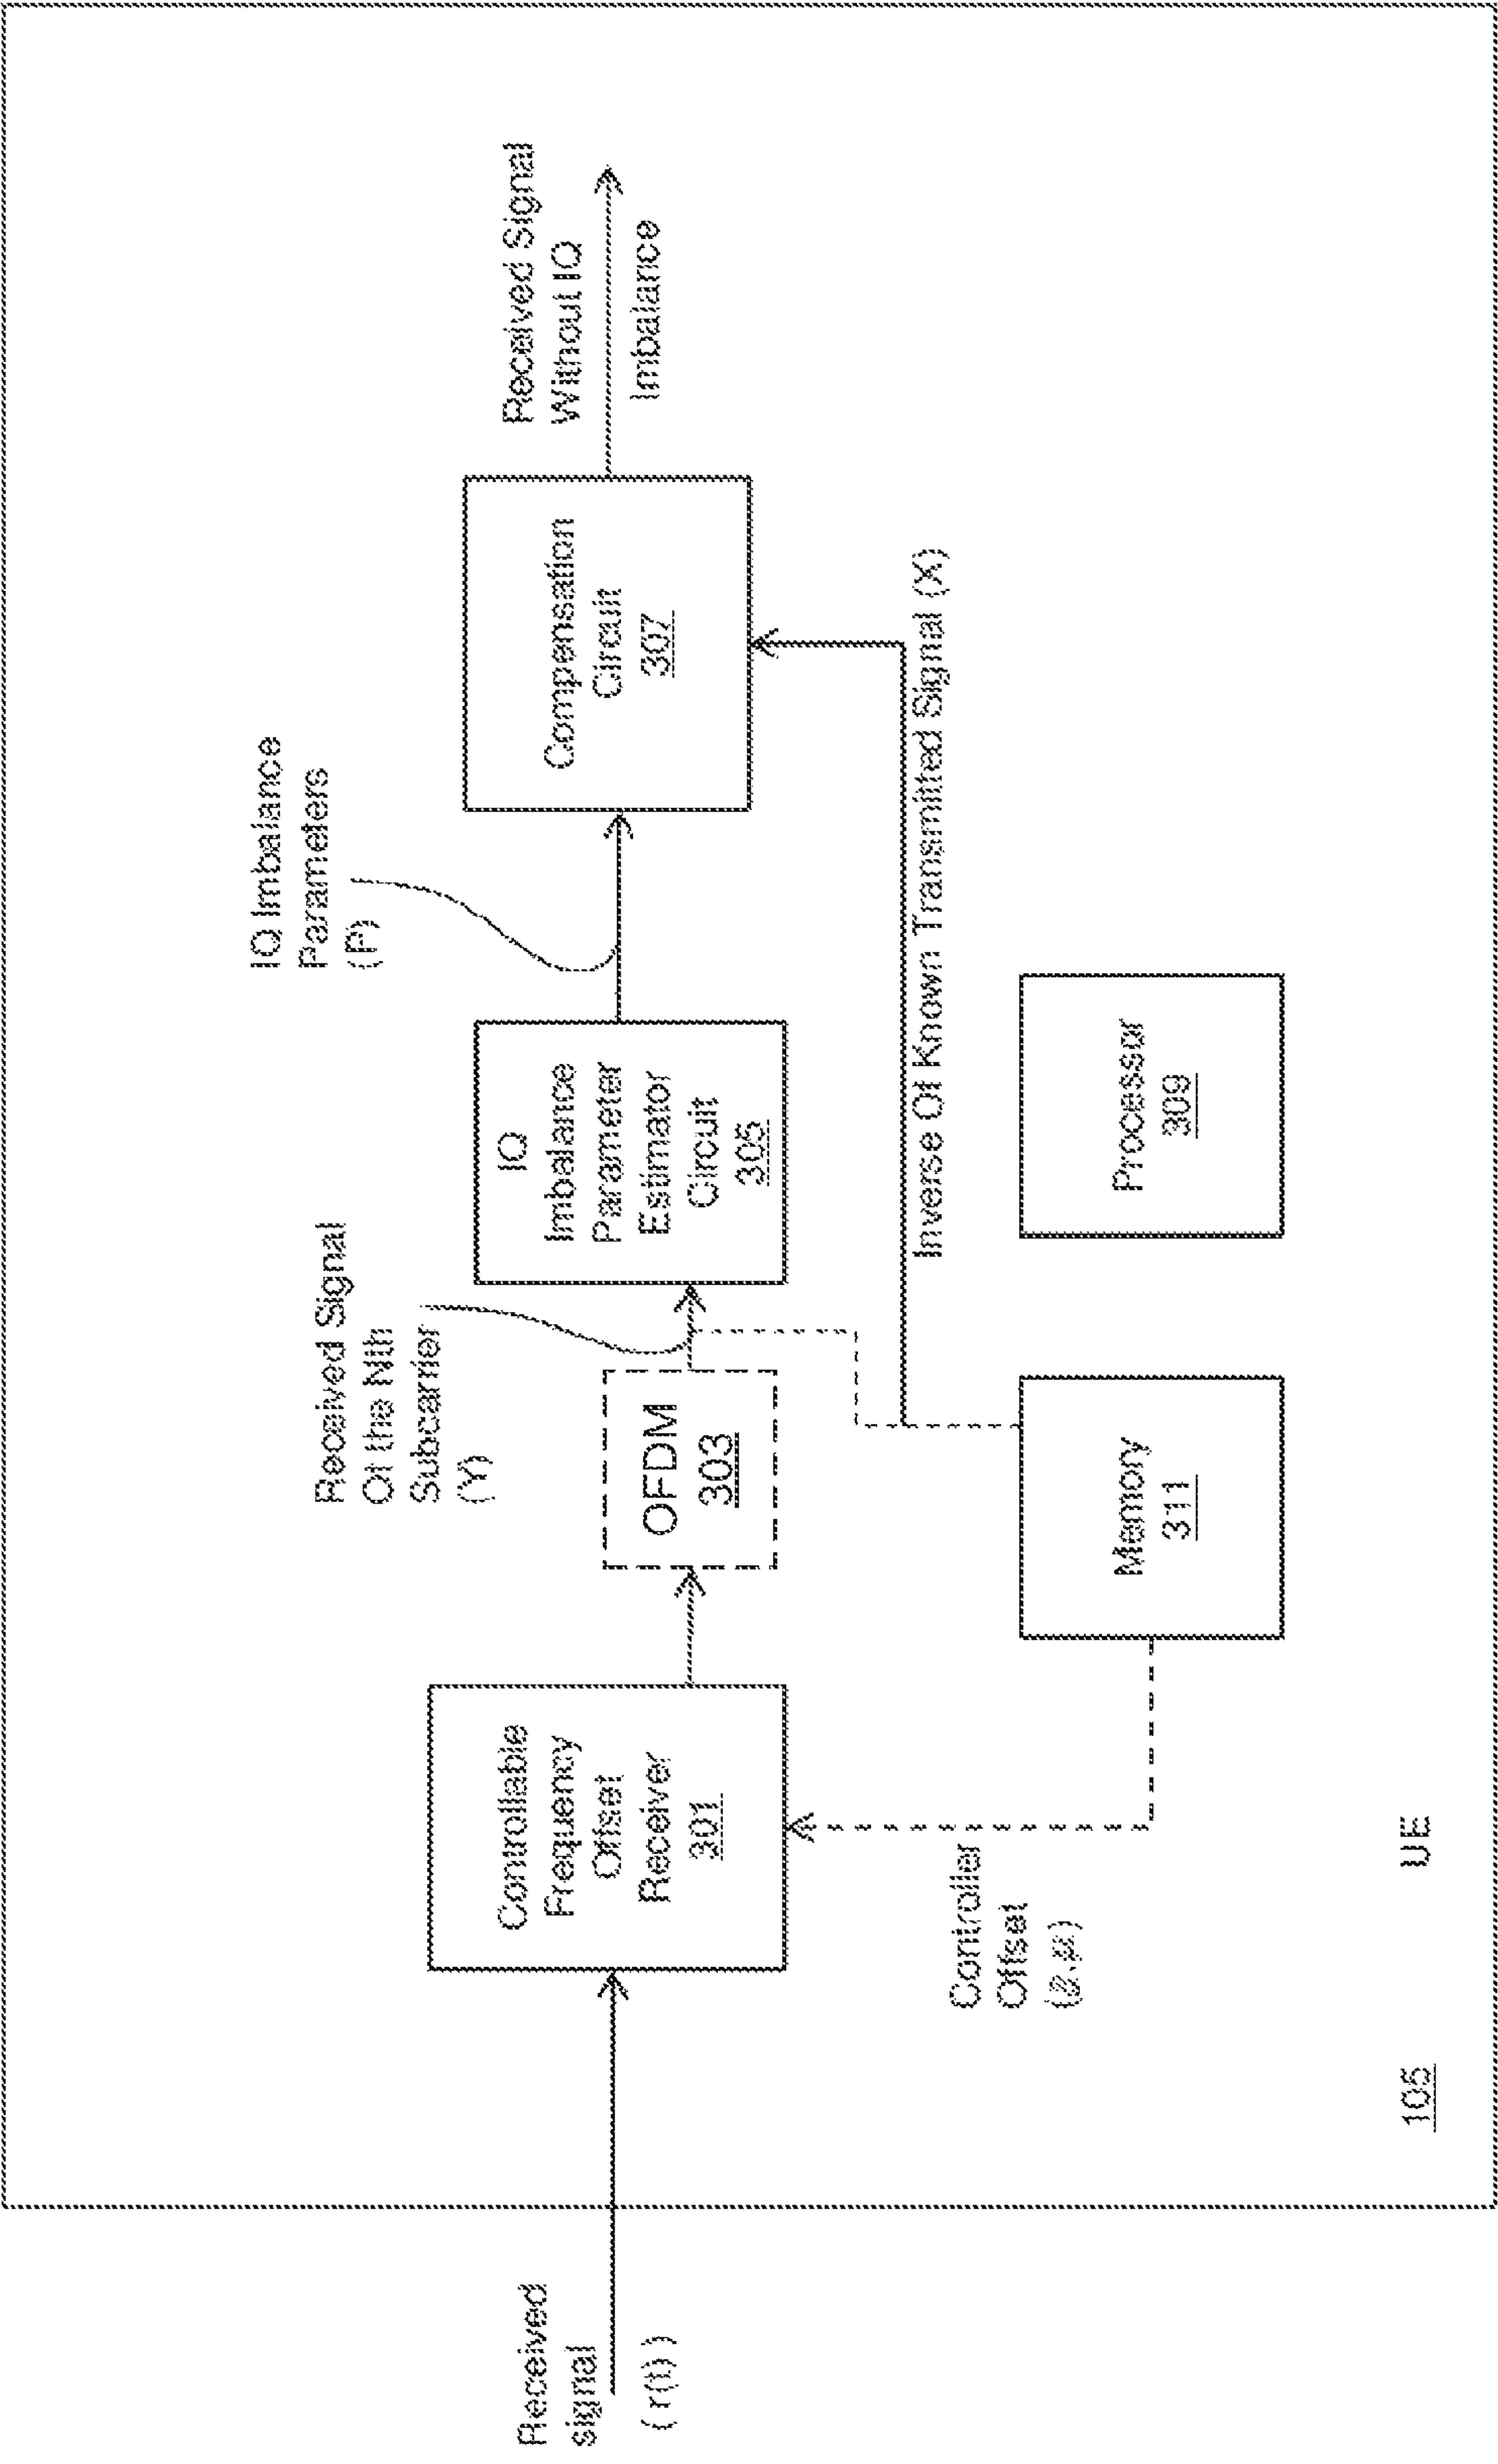 Received
signal
( r(t) )
Controllable
Frequency
Offset
Receiver
301
Controller
Offset
OFDM
303
Received Signal
Of the Nth
Subcarrier
(Y)
IQ
Imbalance
Parameter
Estimator
Circuit
305
IQ Imbalance
Parameters
(P)
Compensation
Circuit
307
Received Signal
Without IQ
Imbalance
Inverse Of Known Transmitted Signal (X)
Memory
311
Processor
309
105
UE